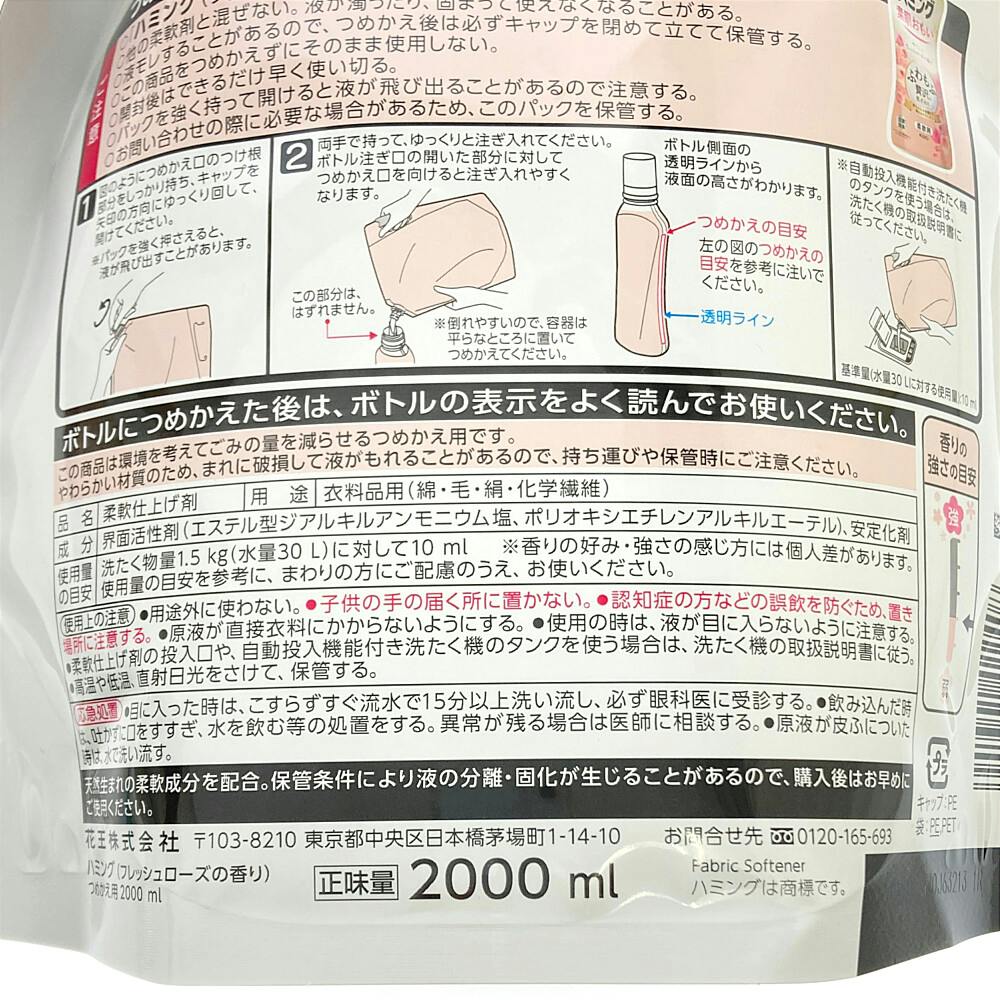 他の柔軟剤と混ぜない。液が濁ったり、固まって使えなくなることがある。
○液モレすることがあるので、つめかえ後は必ずキャップを閉めて立てて保管する。
○この商品をつめかえずにそのまま使用しない。
○開封後はできるだけ早く使い切る。
○パックを強く持って開けると液が飛び出ることがあるので注意する。
○お問い合わせの際に必要な場合があるため、このパックを保管する。
ご注意
1
図のようにつめかえ口のつけ根
部分をしっかり持ち、キャップを
矢印の方向にゆっくり回して、
開けてください。
※パックを強く押さえると、
液が飛び出すことがあります。
2
両手で持って、ゆっくりと注ぎ入れてください。
ボトル注ぎ口の開いた部分に対して
つめかえ口を向けると注ぎ入れやすく
なります。
この部分は、
はずれません。
※倒れやすいので、容器は
平らなところに置いて
つめかえてください。
ボトル側面の
透明ラインから
液面の高さがわかります。
つめかえの目安
左の図のつめかえの
目安を参考に注いで
ください。
透明ライン
※自動投入機能付き洗たく機
のタンクを使う場合は、
洗たく機の取扱説明書に
従ってください。
基準量(水量30 Lに対する使用量):10 ml
ボトルにつめかえた後は、ボトルの表示をよく読んでお使いください。
この商品は環境を考えてごみの量を減らせるつめかえ用です。
やわらかい材質のため、まれに破損して液がもれることがあるので、持ち運びや保管時にご注意ください。
品名 柔軟仕上げ剤 用途 衣料品用(綿・毛・絹・化学繊維)
成分 界面活性剤(エステル型ジアルキルアンモニウム塩、ポリオキシエチレンアルキルエーテル)、安定化剤
使用量の目安 洗たく物量1.5 kg(水量30 L)に対して10 ml ※香りの好み・強さの感じ方には個人差があります。
使用量の目安を参考に、まわりの方にご配慮のうえ、お使いください。
使用上の注意 ●用途外に使わない。●子供の手の届く所に置かない。●認知症の方などの誤飲を防ぐため、置き
場所に注意する。●原液が直接衣料にかからないようにする。●使用の時は、液が目に入らないように注意する。
●柔軟仕上げ剤の投入口や、自動投入機能付き洗たく機のタンクを使う場合は、洗たく機の取扱説明書に従う。
●高温や低温、直射日光をさけて、保管する。
応急処置 ●目に入った時は、こすらずすぐ流水で15分以上洗い流し、必ず眼科医に受診する。●飲み込んだ時
は、吐かずに口をすすぎ、水を飲む等の処置をする。異常が残る場合は医師に相談する。●原液が皮ふについた
時は、水で洗い流す。
天然生まれの柔軟成分を配合。保管条件により液の分離・固化が生じることがあるので、購入後はお早めに
ご使用ください。
香りの
強さの目安
強
弱
プラ
キャップ:PE
袋:PE,PET
花王株式会社 〒103-8210 東京都中央区日本橋茅場町1-14-10 お問合せ先 0120-165-693
ハミング(フレッシュローズの香り)
つめかえ用 2000 ml
正味量 2000 ml
Fabric Softener
ハミングは商標です。